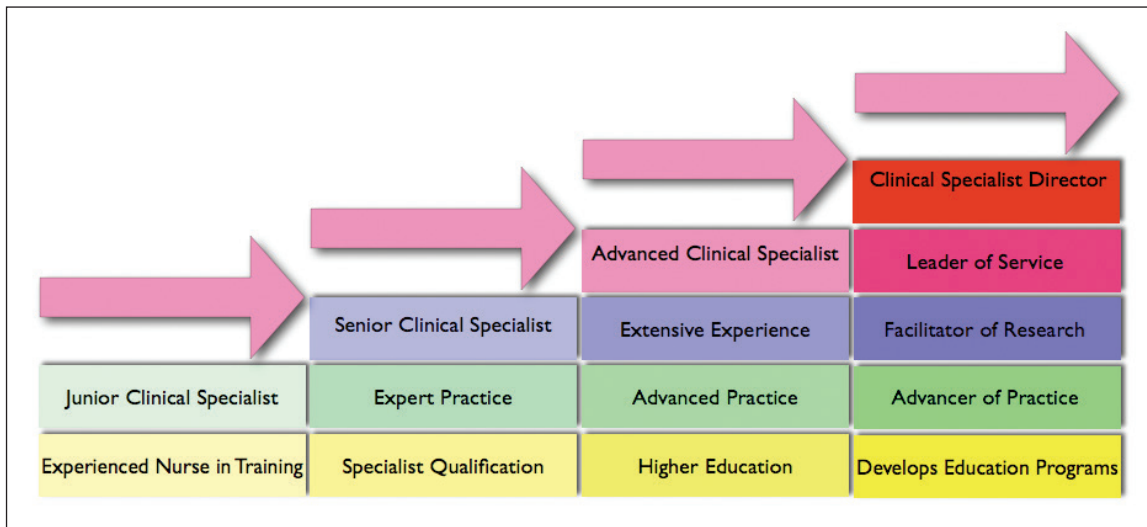 Clinical Specialist Director
Advanced Clinical Specialist
Leader of Service
Senior Clinical Specialist
Extensive Experience
Facilitator of Research
Junior Clinical Specialist
Expert Practice
Advanced Practice
Advancer of Practice
Experienced Nurse in Training
Specialist Qualification
Higher Education
Develops Education Programs